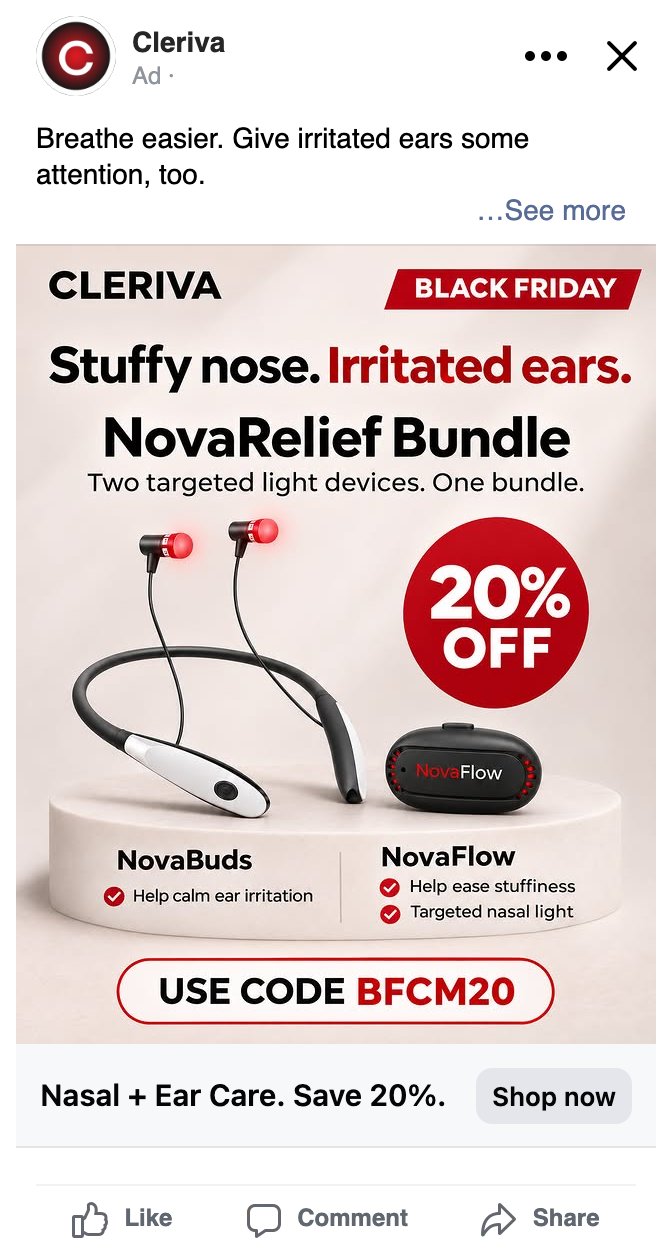 C
Cleriva
Ad ·
Breathe easier. Give irritated ears some
attention, too.
...See more
CLERIVA
BLACK FRIDAY
Stuffy nose. Irritated ears.
NovaRelief Bundle
Two targeted light devices. One bundle.
20%
OFF
NovaFlow
NovaBuds
Help calm ear irritation
NovaFlow
Help ease stuffiness
Targeted nasal light
USE CODE BFCM20
Nasal + Ear Care. Save 20%.
Shop now
Like
Comment
Share